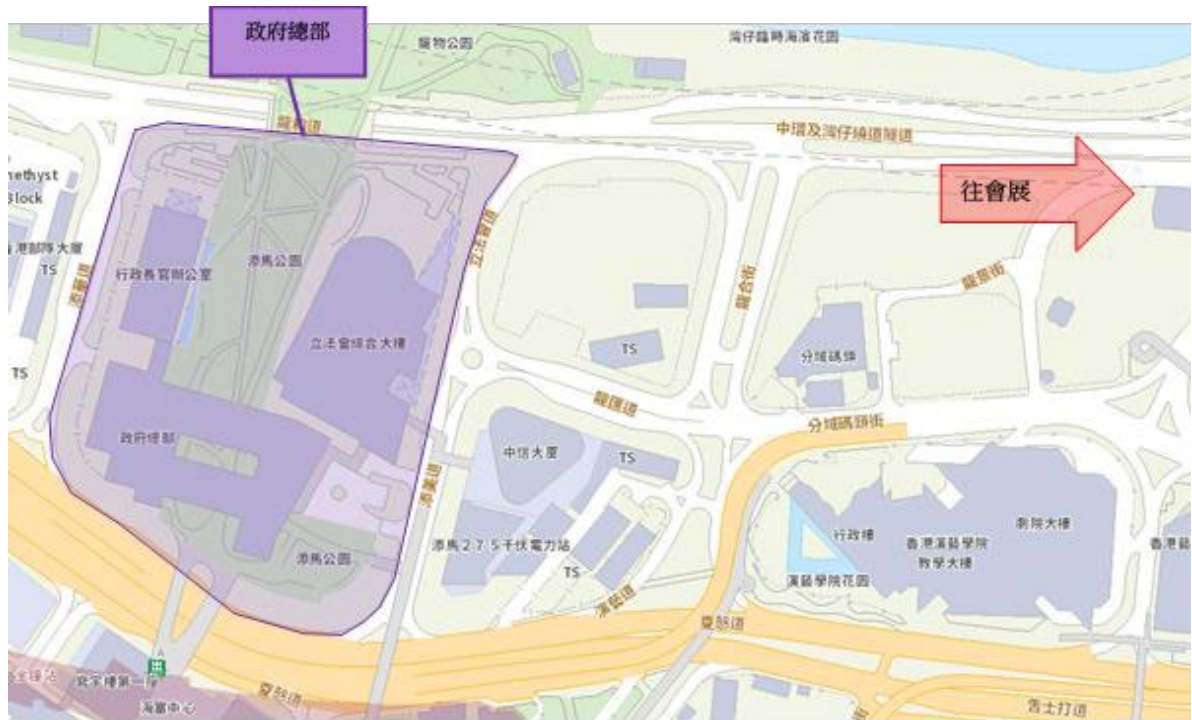 政府總部
寵物公園
灣仔臨時海濱花園
龍和道
中環及灣仔繞道隧道
往會展
Block
TS
添馬公園
行政長官辦公室
立法會道
龍合街
龍景街
立法會綜合大樓
TS
分域碼頭
TS
龍匯道
分域碼頭街
政府總部
中信大廈
TS
添美道
行政樓
香港演藝學院
教學大樓
劇院大樓
添馬公園
添馬275千伏電力站
TS
演藝學院花園
演藝道
夏慤道
夏慤道
海富中心
告士打道